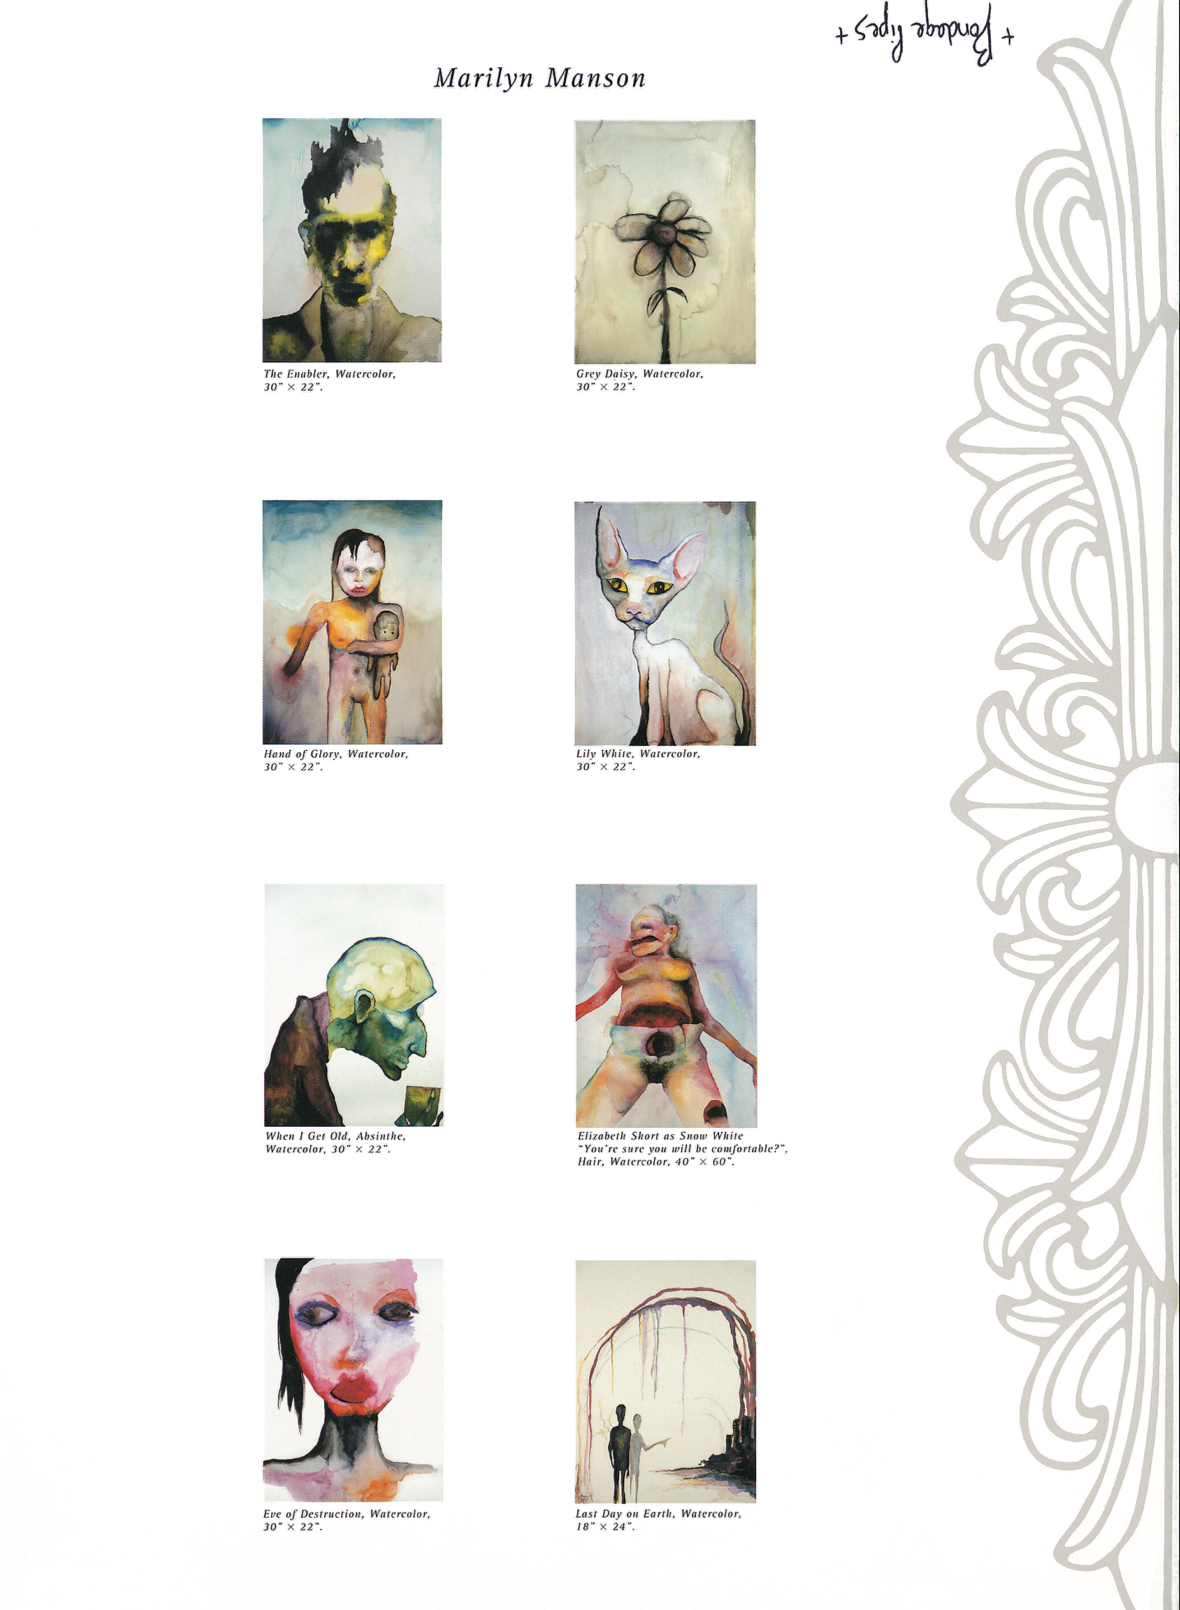 + Bondage Pipes +
Marilyn Manson
The Enabler, Watercolor,
30" × 22".
Grey Daisy, Watercolor,
30" × 22".
Hand of Glory, Watercolor,
30" × 22".
Lily White, Watercolor,
30" × 22".
When I Get Old, Absinthe,
Watercolor, 30" × 22".
Elizabeth Short as Snow White
"You're sure you will be comfortable?",
Hair, Watercolor, 40" × 60".
Eve of Destruction, Watercolor,
30" × 22".
Last Day on Earth, Watercolor,
18" × 24".